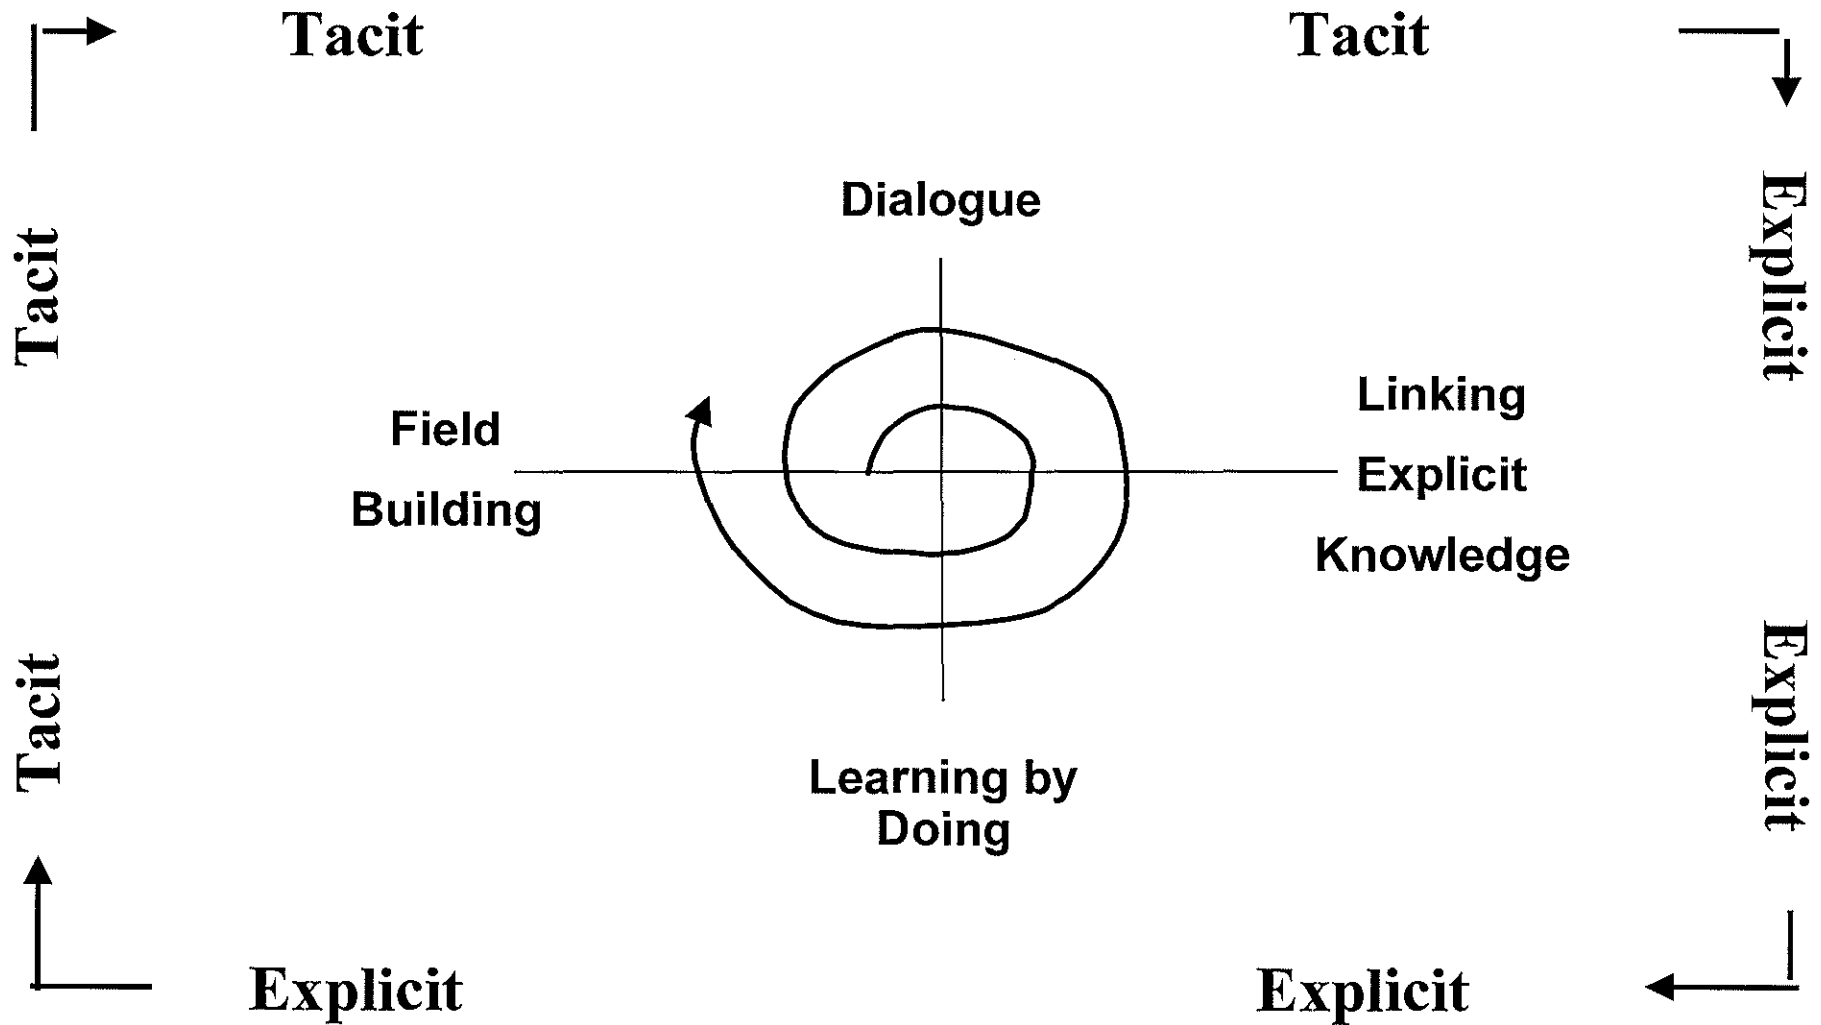 Tacit
Tacit
Tacit
Explicit
Dialogue
Field
Building
Linking
Explicit
Knowledge
Learning by
Doing
Tacit
Explicit
Explicit
Explicit